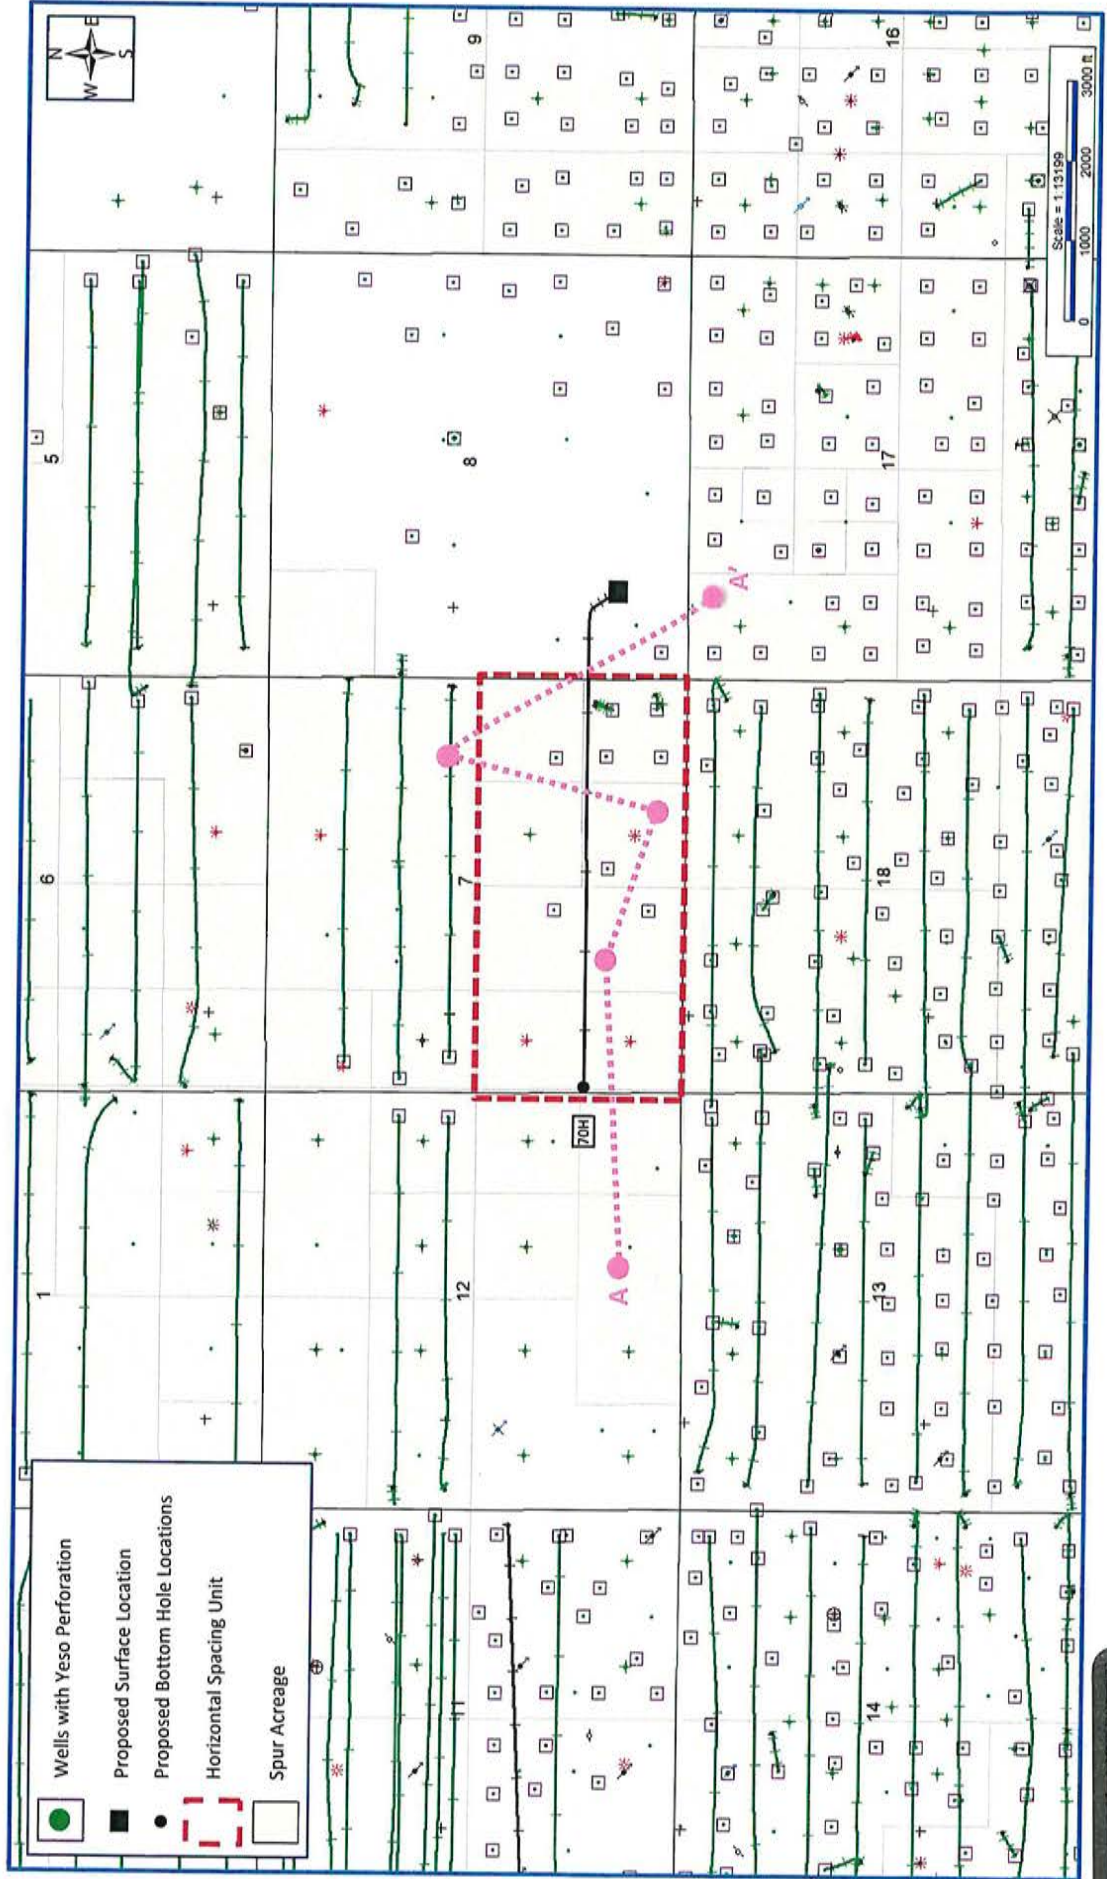 N
E
S
W
Wells with Yeso Perforation
Proposed Surface Location
Proposed Bottom Hole Locations
Horizontal Spacing Unit
Spur Acreage
1
6
5
12
7
8
9
11
A
70H
A'
14
13
18
17
16
Scale = 1:13199
0
1000
2000
3000 ft